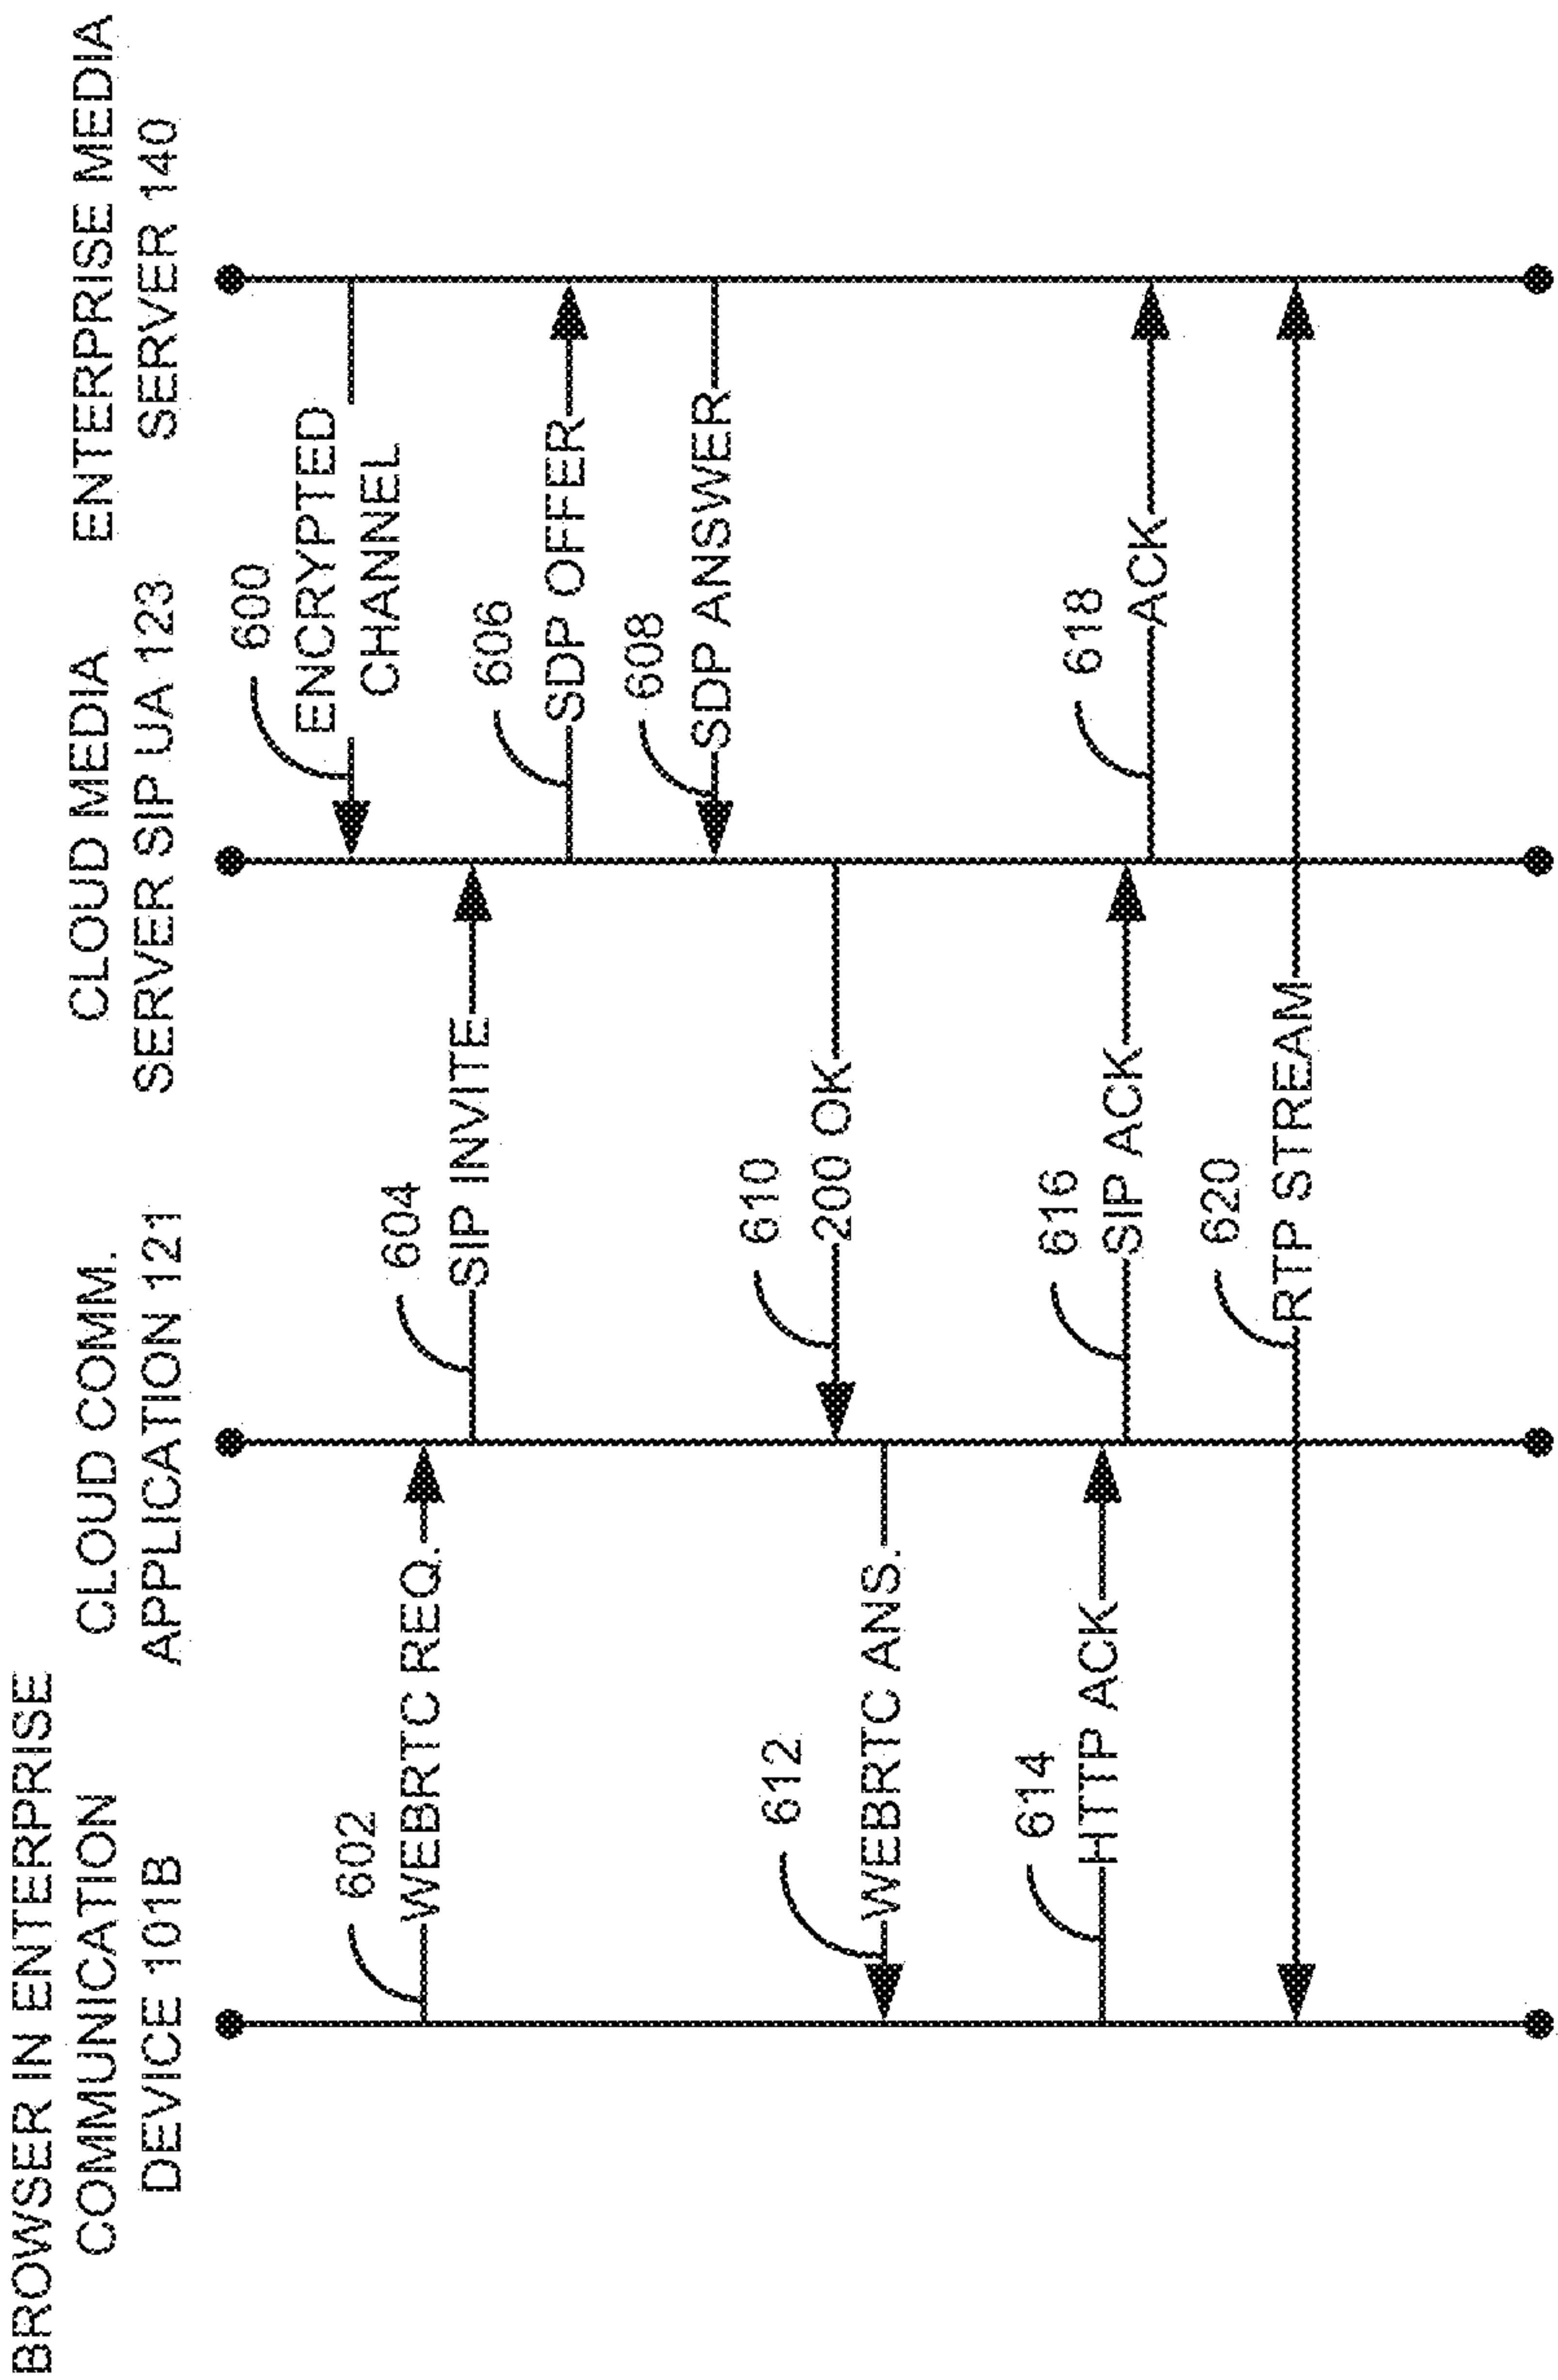 BROWSER IN ENTERPRISE
COMMUNICATION
DEVICE 101B
CLOUD COMM.
APPLICATION 121
CLOUD MEDIA
SERVER SIP UA 123
ENTERPRISE MEDIA
SERVER 140
600
ENCRYPTED
CHANNEL
602
WEBRTC REQ.
604
SIP INVITE
606
SDP OFFER
608
SDP ANSWER
610
200 OK
612
WEBRTC ANS.
614
HTTP ACK
616
SIP ACK
618
ACK
620
RTP STREAM